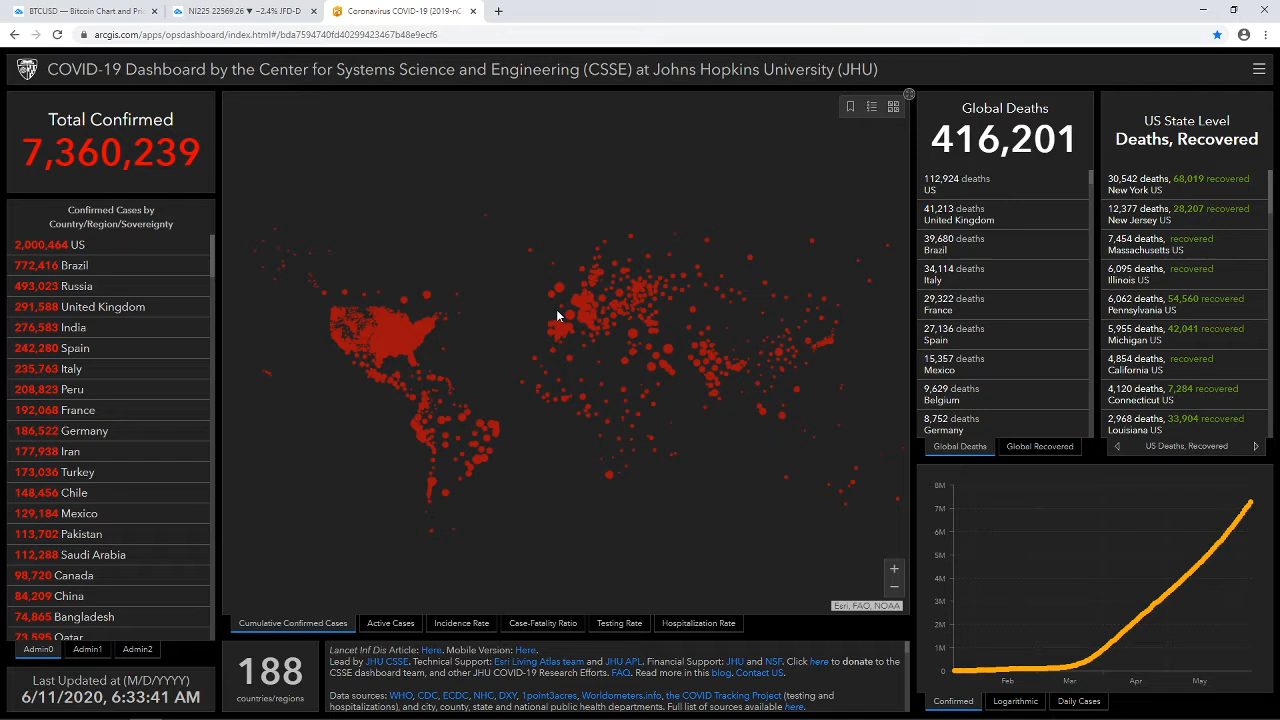 BTCUSD — Bitcoin Chart and Pric
NI225 22569.26 ▼ −2.4% JFD-D
Coronavirus COVID-19 (2019-nC
arcgis.com/apps/opsdashboard/index.html#/bda7594740fd40299423467b48e9ecf6
COVID-19 Dashboard by the Center for Systems Science and Engineering (CSSE) at Johns Hopkins University (JHU)
Total Confirmed
7,360,239
Confirmed Cases by
Country/Region/Sovereignty
2,000,464 US
772,416 Brazil
493,023 Russia
291,588 United Kingdom
276,583 India
242,280 Spain
235,763 Italy
208,823 Peru
192,068 France
186,522 Germany
177,938 Iran
173,036 Turkey
148,456 Chile
129,184 Mexico
113,702 Pakistan
112,288 Saudi Arabia
98,720 Canada
84,209 China
74,865 Bangladesh
73,595 Qatar
Admin0 Admin1 Admin2
Last Updated at (M/D/YYYY)
6/11/2020, 6:33:41 AM
Esri, FAO, NOAA
Cumulative Confirmed Cases Active Cases Incidence Rate Case-Fatality Ratio Testing Rate Hospitalization Rate
188
countries/regions
Lancet Inf Dis Article: Here. Mobile Version: Here.
Lead by JHU CSSE. Technical Support: Esri Living Atlas team and JHU APL. Financial Support: JHU and NSF. Click here to donate to the
CSSE dashboard team, and other JHU COVID-19 Research Efforts. FAQ. Read more in this blog. Contact US.
Data sources: WHO, CDC, ECDC, NHC, DXY, 1point3acres, Worldometers.info, the COVID Tracking Project (testing and
hospitalizations), and city, county, state and national public health departments. Full list of sources available here.
Global Deaths
416,201
112,924 deaths
US
41,213 deaths
United Kingdom
39,680 deaths
Brazil
34,114 deaths
Italy
29,322 deaths
France
27,136 deaths
Spain
15,357 deaths
Mexico
9,629 deaths
Belgium
8,752 deaths
Germany
Global Deaths Global Recovered
US State Level
Deaths, Recovered
30,542 deaths, 68,019 recovered
New York US
12,377 deaths, 28,207 recovered
New Jersey US
7,454 deaths, recovered
Massachusetts US
6,095 deaths, recovered
Illinois US
6,062 deaths, 54,560 recovered
Pennsylvania US
5,955 deaths, 42,041 recovered
Michigan US
4,854 deaths, recovered
California US
4,120 deaths, 7,284 recovered
Connecticut US
2,968 deaths, 33,904 recovered
Louisiana US
US Deaths, Recovered
8M
7M
6M
5M
4M
3M
2M
1M
0
Feb Mar Apr May
Confirmed Logarithmic Daily Cases